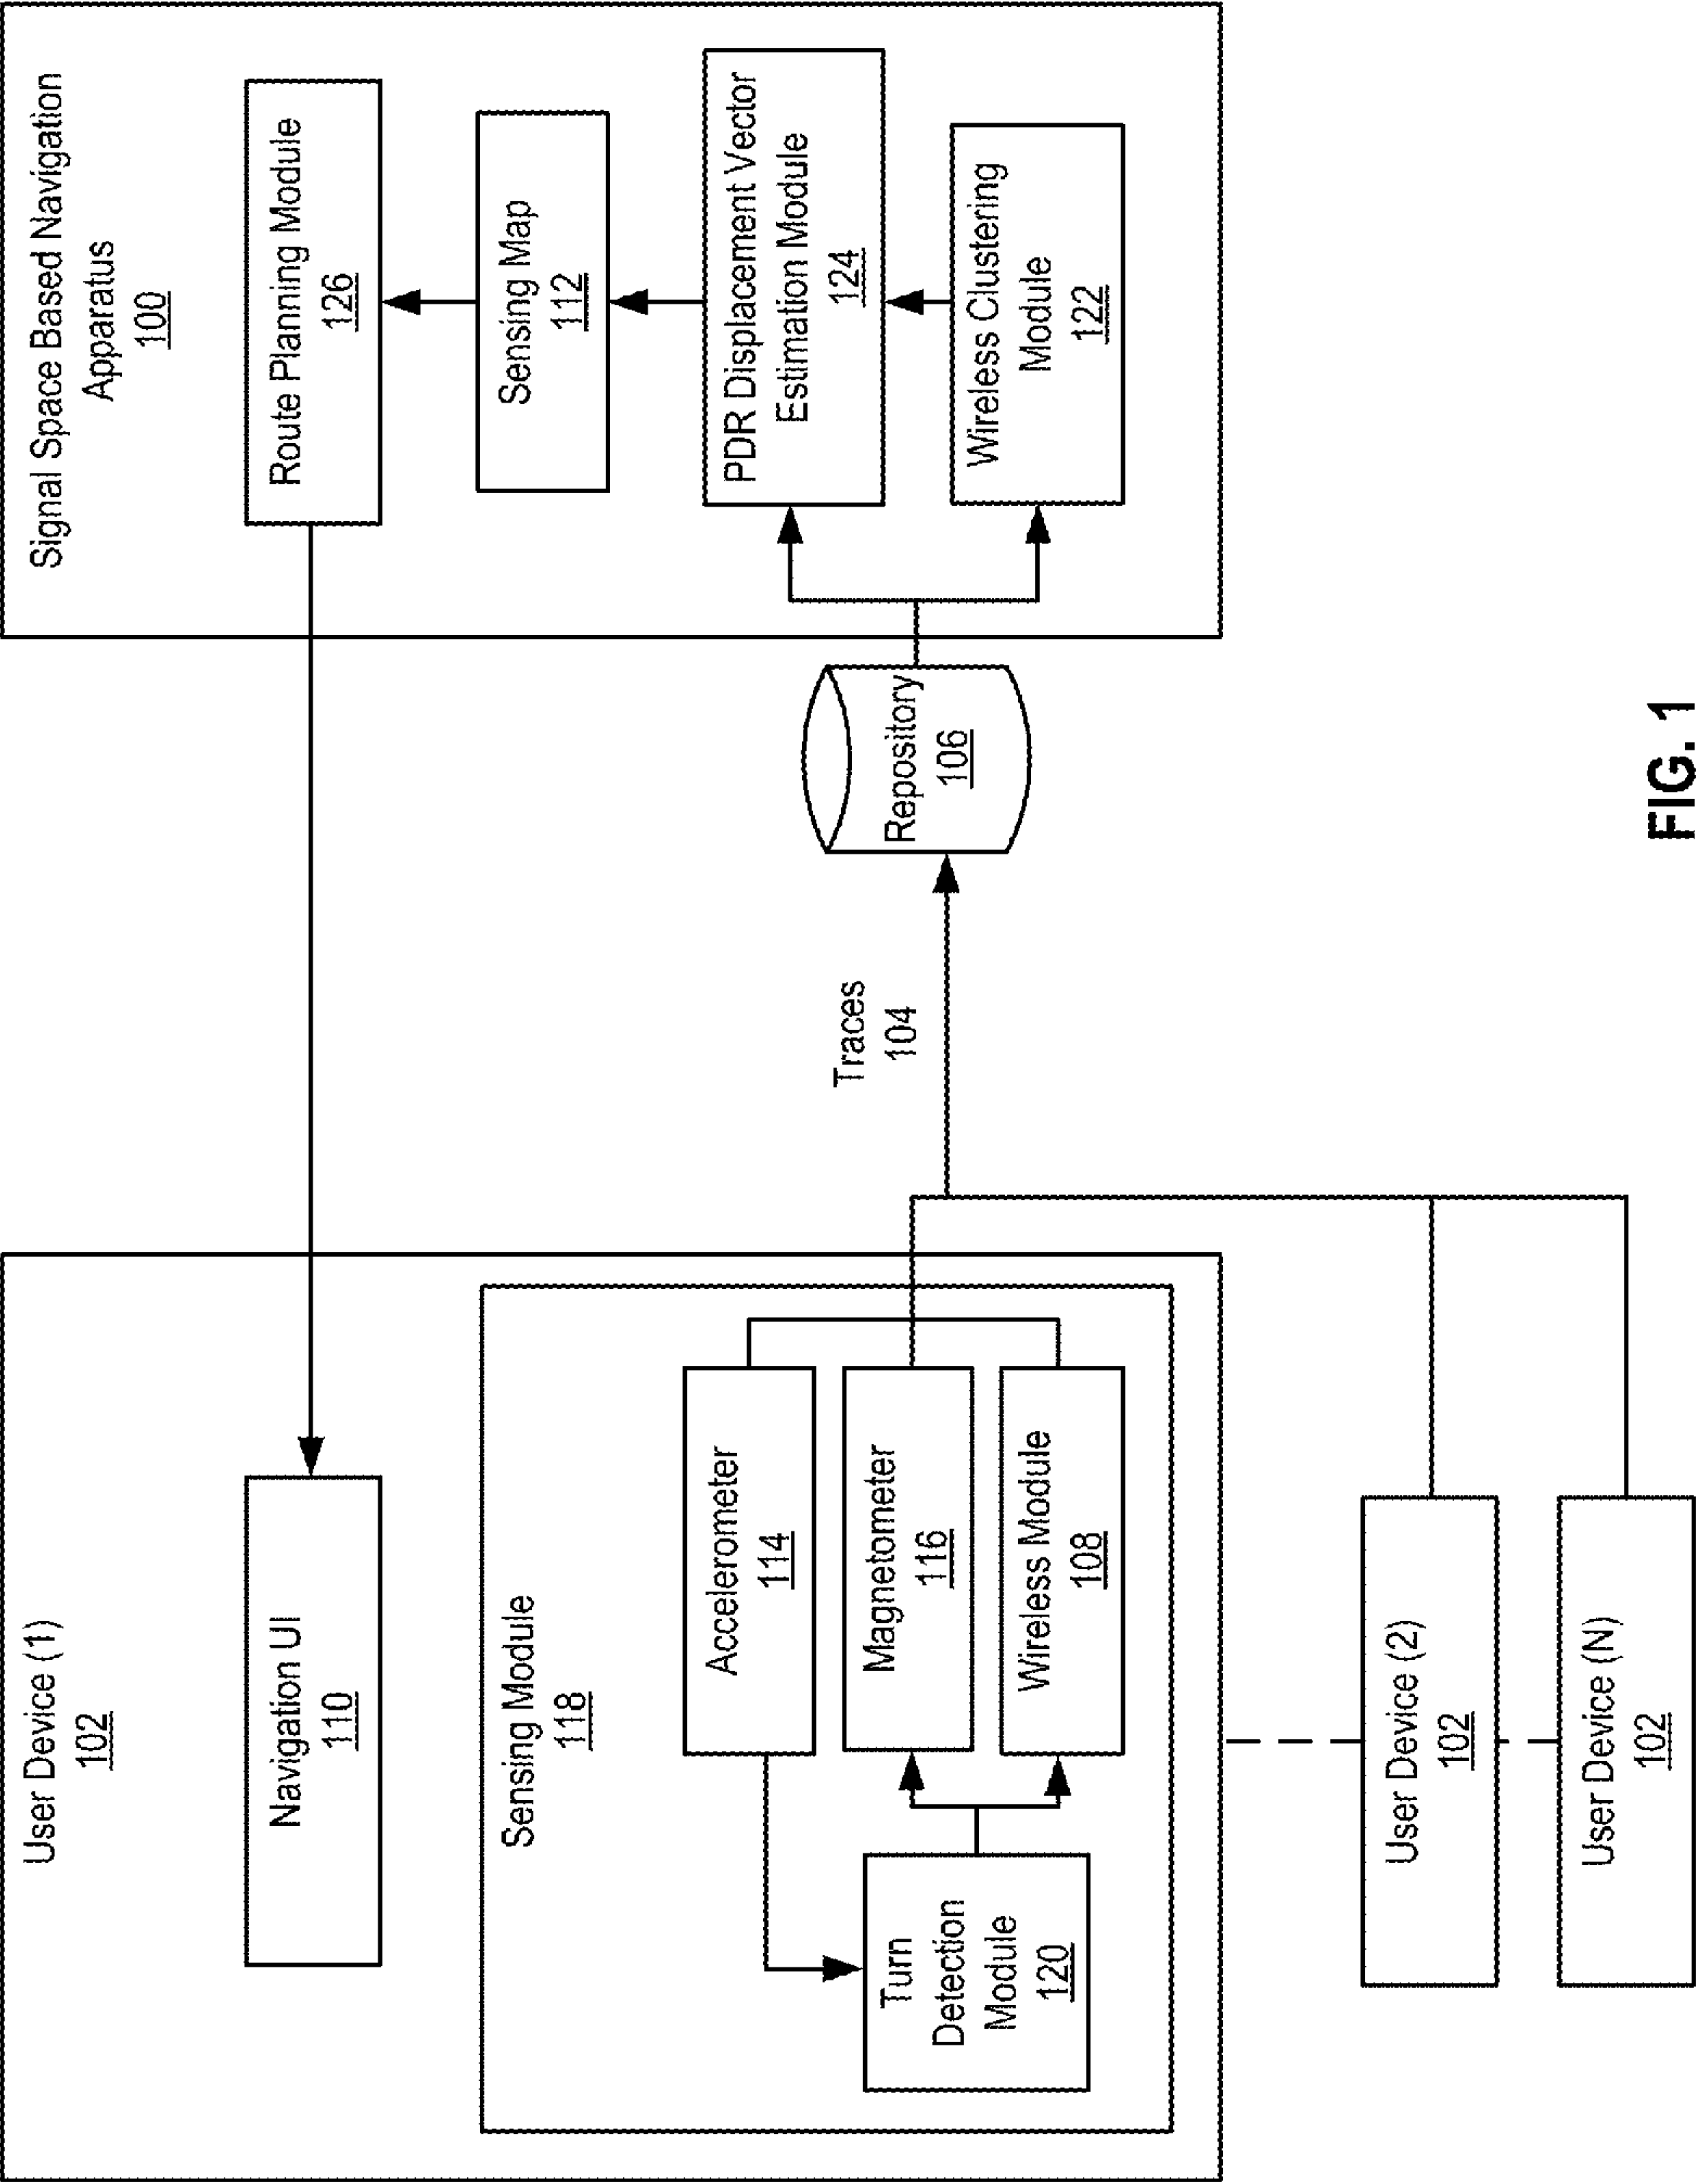 User Device (1)
102
Navigation UI
110
Sensing Module
118
Accelerometer
114
Magnetometer
116
Wireless Module
108
Turn
Detection
Module
120
User Device (2)
102
User Device (N)
102
Traces
104
Repository
106
Signal Space Based Navigation
Apparatus
100
Route Planning Module
126
Sensing Map
112
PDR Displacement Vector
Estimation Module
124
Wireless Clustering
Module
122
FIG. 1